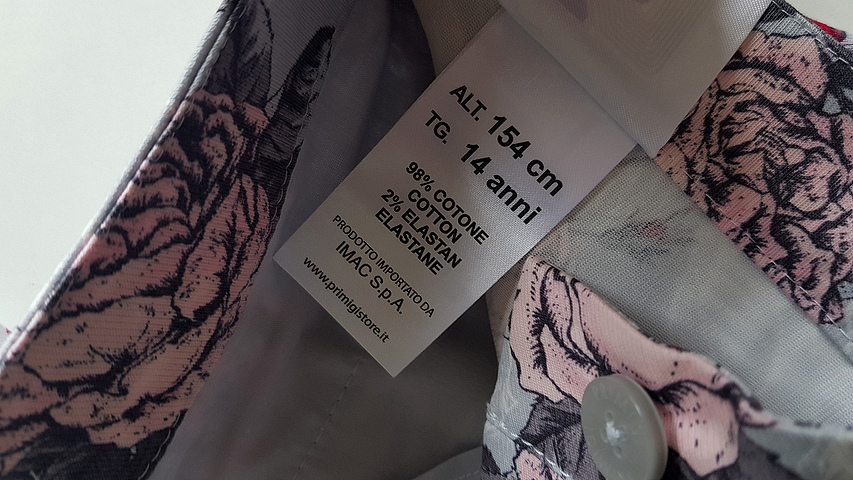 ALT. 154 cm
TG. 14 anni
98% COTONE
COTTON
2% ELASTAN
ELASTANE
PRODOTTO IMPORTATO DA
IMAC S.p.A.
www.primigistore.it